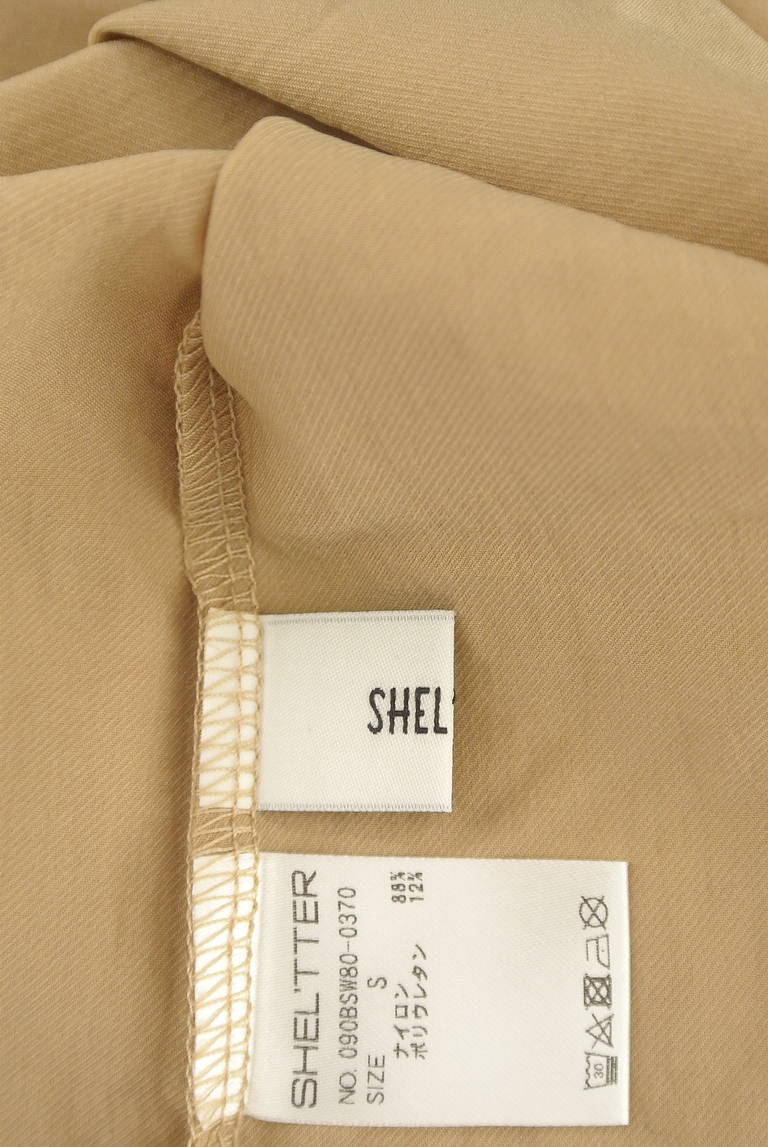 SHEL'
SHEL'TTER
NO. 090BSW80-0370
SIZE S
ナイロン 88%
ポリウレタン 12%
30